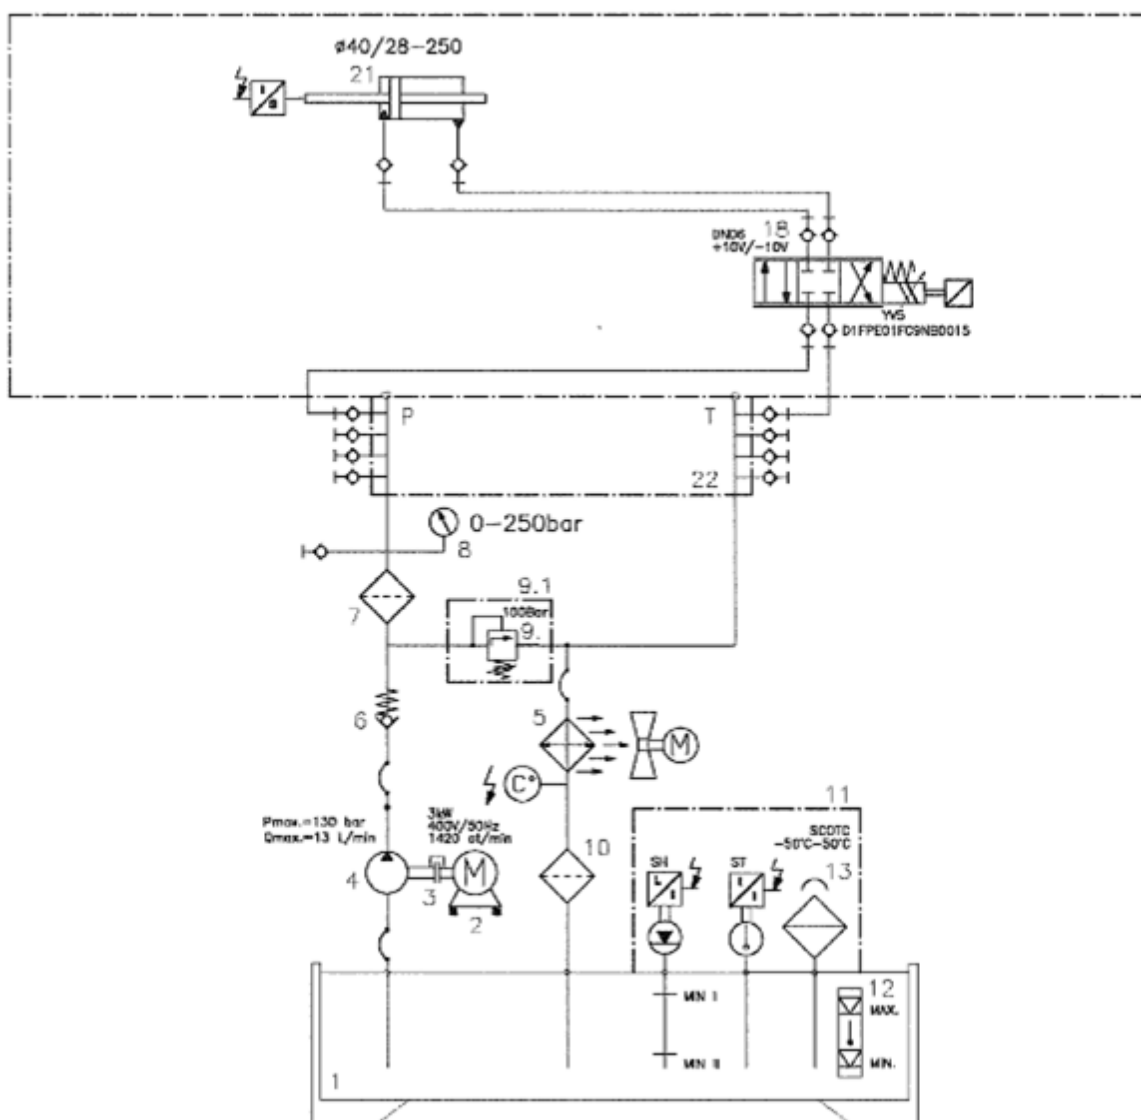 ø40/28-250
21
18
DN06
+10V/-10V
YV5
D1FPE01FC9NB0015
P
T
22
0-250bar
8
9.1
100Bar
9.
7
6
5
M
C°
11
Pmax.=130 bar
Qmax.=13 L/min
3kW
400V/50Hz
1420 ot/min
10
SCOTC
-50°C-50°C
4
M
3
2
SN
L
ST
13
MIN I
12
MAX.
MIN II
MIN.
1